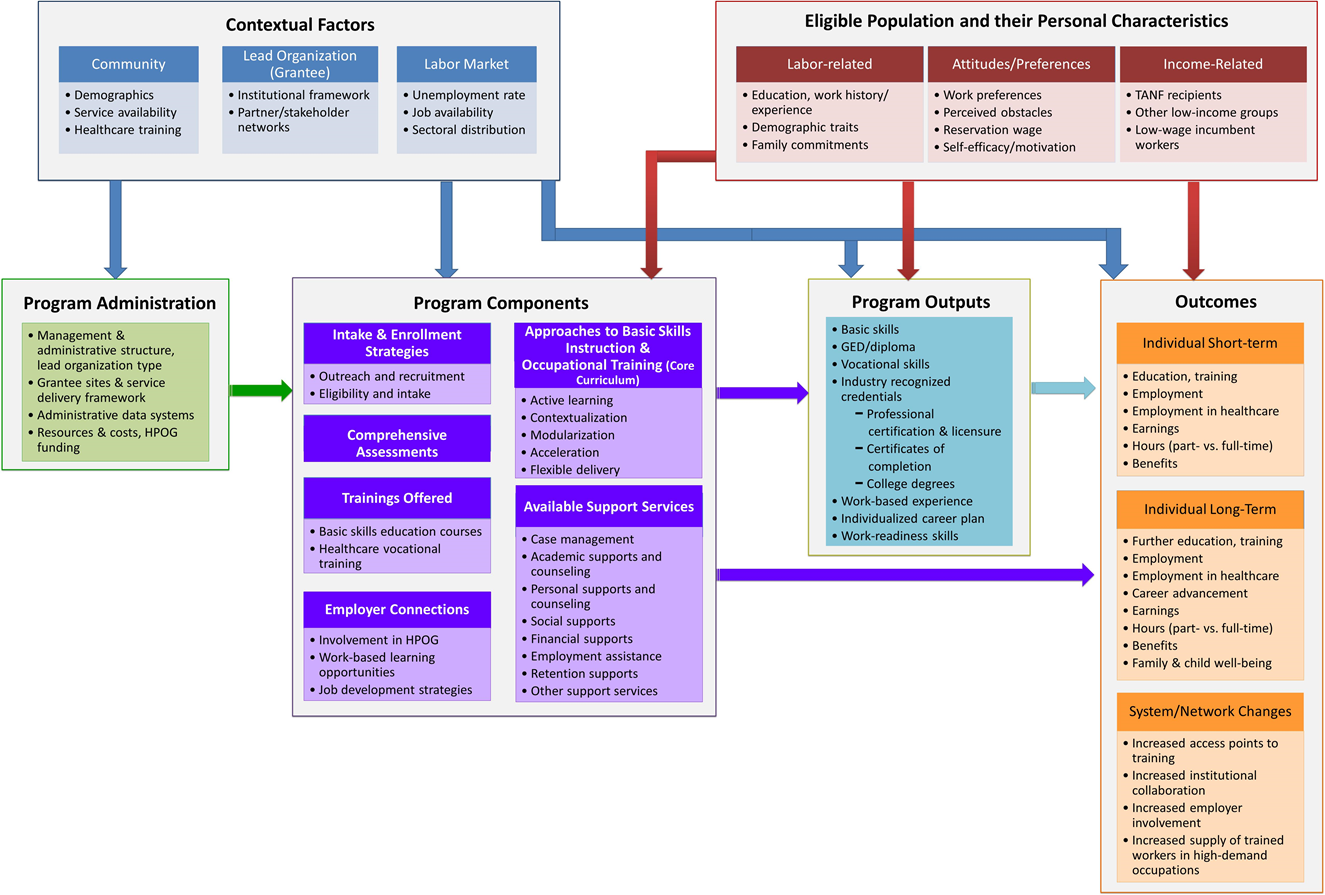 Contextual Factors
Community
• Demographics
• Service availability
• Healthcare training
Lead Organization
(Grantee)
• Institutional framework
• Partner/stakeholder
networks
Labor Market
• Unemployment rate
• Job availability
• Sectoral distribution
Eligible Population and their Personal Characteristics
Labor-related
• Education, work history/
experience
• Demographic traits
• Family commitments
Attitudes/Preferences
• Work preferences
• Perceived obstacles
• Reservation wage
• Self-efficacy/motivation
Income-Related
• TANF recipients
• Other low-income groups
• Low-wage incumbent
workers
Program Administration
• Management &
administrative structure,
lead organization type
• Grantee sites & service
delivery framework
• Administrative data systems
• Resources & costs, HPOG
funding
Program Components
Intake & Enrollment
Strategies
• Outreach and recruitment
• Eligibility and intake
Comprehensive
Assessments
Trainings Offered
• Basic skills education courses
• Healthcare vocational
training
Employer Connections
• Involvement in HPOG
• Work-based learning
opportunities
• Job development strategies
Approaches to Basic Skills
Instruction &
Occupational Training (Core
Curriculum)
• Active learning
• Contextualization
• Modularization
• Acceleration
• Flexible delivery
Available Support Services
• Case management
• Academic supports and
counseling
• Personal supports and
counseling
• Social supports
• Financial supports
• Employment assistance
• Retention supports
• Other support services
Program Outputs
• Basic skills
• GED/diploma
• Vocational skills
• Industry recognized
credentials
– Professional
certification & licensure
– Certificates of
completion
– College degrees
• Work-based experience
• Individualized career plan
• Work-readiness skills
Outcomes
Individual Short-term
• Education, training
• Employment
• Employment in healthcare
• Earnings
• Hours (part- vs. full-time)
• Benefits
Individual Long-Term
• Further education, training
• Employment
• Employment in healthcare
• Career advancement
• Earnings
• Hours (part- vs. full-time)
• Benefits
• Family & child well-being
System/Network Changes
• Increased access points to
training
• Increased institutional
collaboration
• Increased employer
involvement
• Increased supply of trained
workers in high-demand
occupations